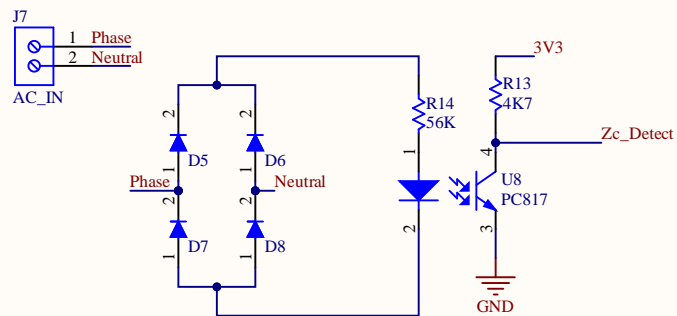 J7
1 Phase
2 Neutral
AC_IN
3V3
R13
4K7
R14
56K
Zc_Detect
2 2
D5 D6
1 1
1 4
Phase Neutral
U8
PC817
2 2
D7 D8
1 1
2 3
GND